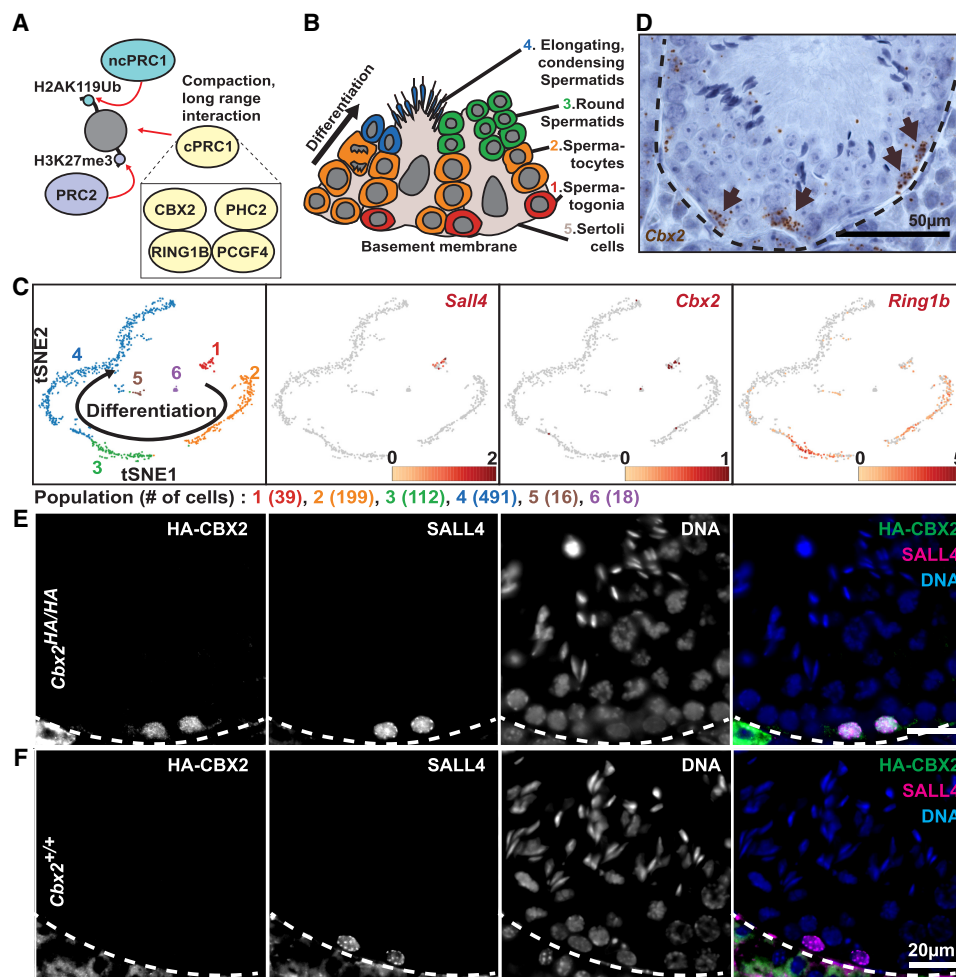 A
ncPRC1
H2AK119Ub
Compaction,
long range
interaction
cPRC1
H3K27me3
PRC2
CBX2
PHC2
RING1B
PCGF4
B
Differentiation
4. Elongating,
condensing
Spermatids
3.Round
Spermatids
2.Sperma-
tocytes
1.Sperma-
togonia
5.Sertoli
cells
Basement membrane
D
Cbx2
50µm
C
tSNE2
tSNE1
Differentiation
1
2
3
4
5
6
Sall4
0 2
Cbx2
0 1
Ring1b
0 5
Population (# of cells) : 1 (39), 2 (199), 3 (112), 4 (491), 5 (16), 6 (18)
E
Cbx2HA/HA
HA-CBX2
SALL4
DNA
HA-CBX2
SALL4
DNA
F
Cbx2+/+
HA-CBX2
SALL4
DNA
HA-CBX2
SALL4
DNA
20µm